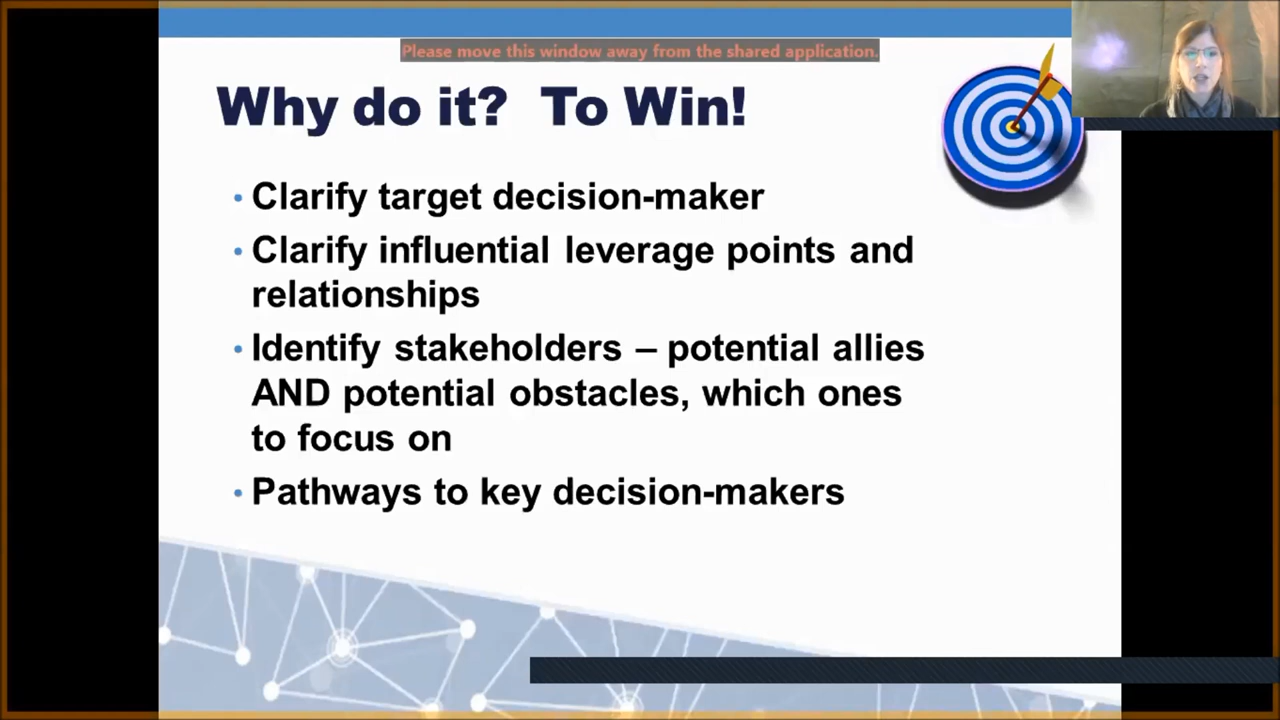 Please move this window away from the shared application.
Why do it? To Win!
• Clarify target decision-maker
• Clarify influential leverage points and
relationships
• Identify stakeholders – potential allies
AND potential obstacles, which ones
to focus on
• Pathways to key decision-makers